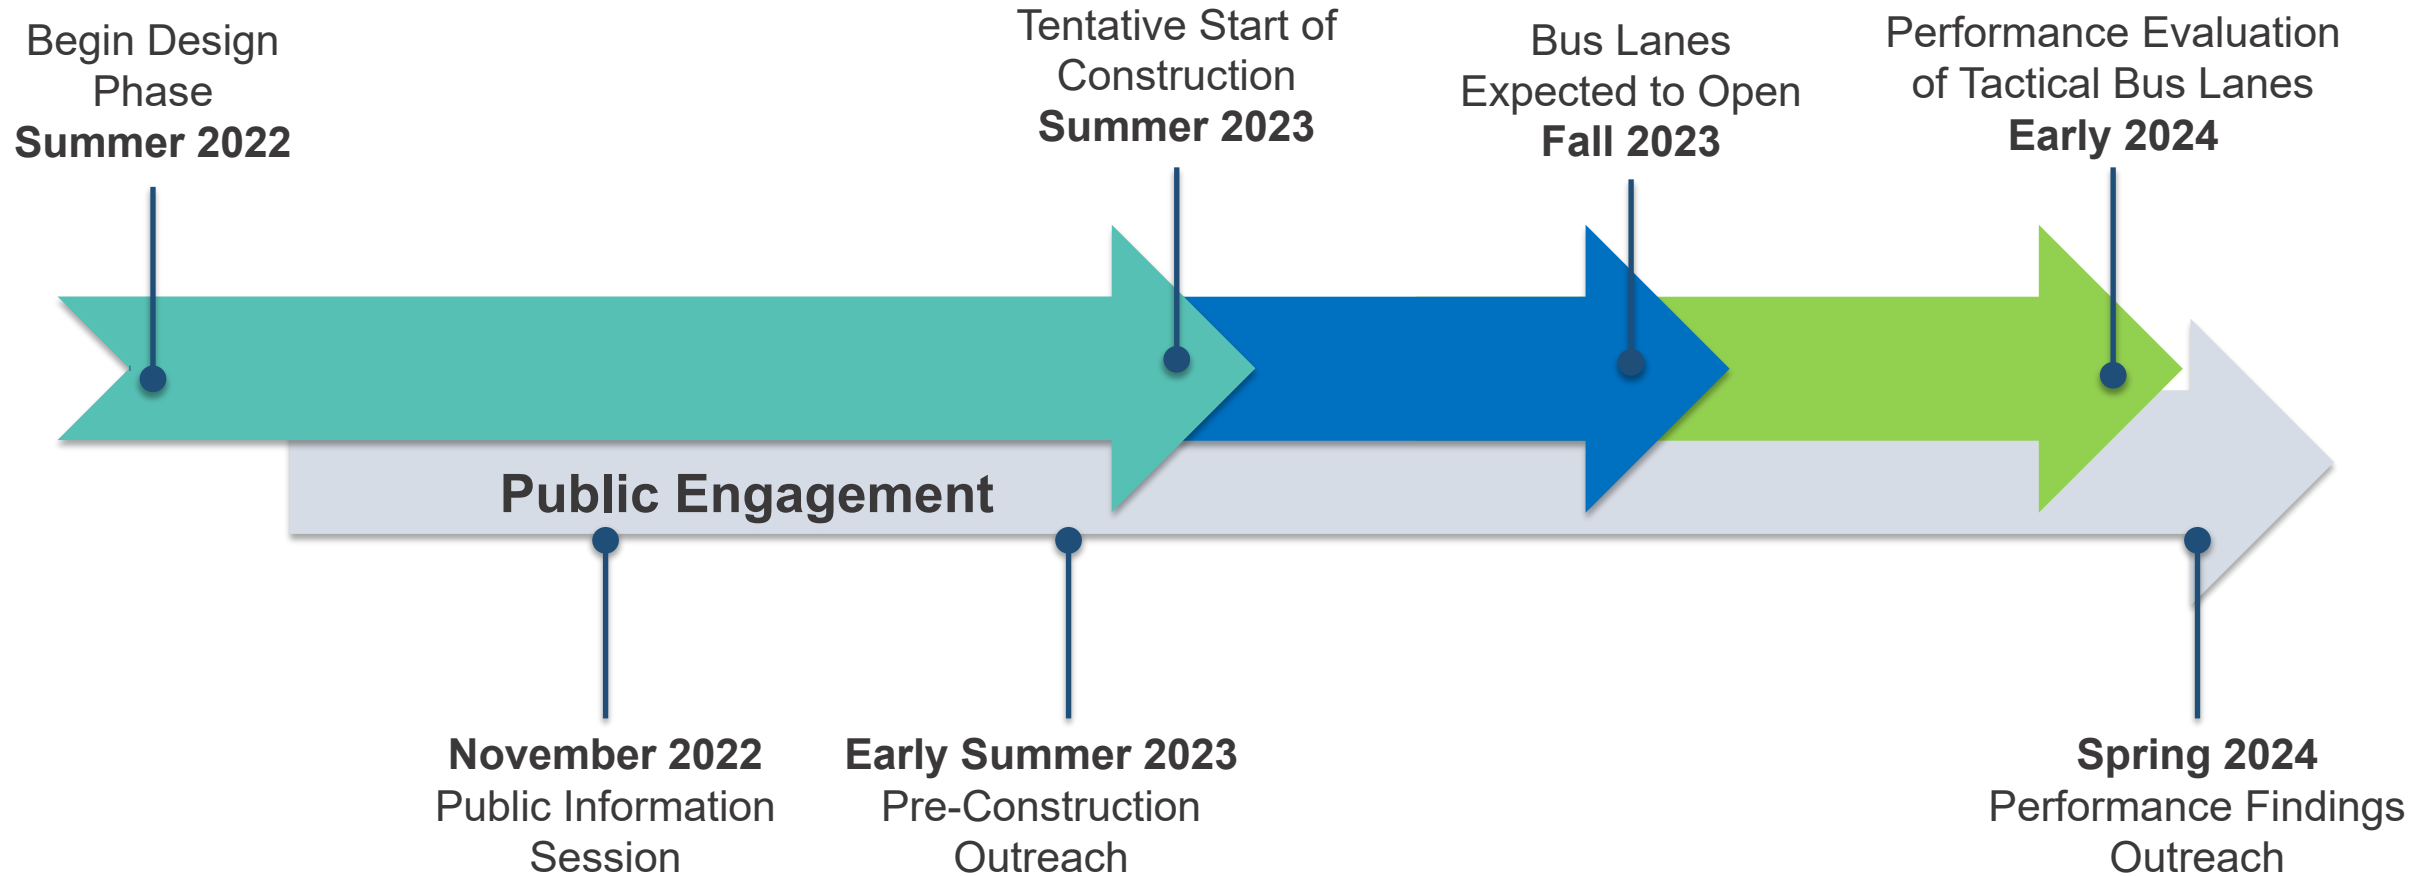 Begin Design
Phase
Summer 2022
Tentative Start of
Construction
Summer 2023
Bus Lanes
Expected to Open
Fall 2023
Performance Evaluation
of Tactical Bus Lanes
Early 2024
Public Engagement
November 2022
Public Information
Session
Early Summer 2023
Pre-Construction
Outreach
Spring 2024
Performance Findings
Outreach